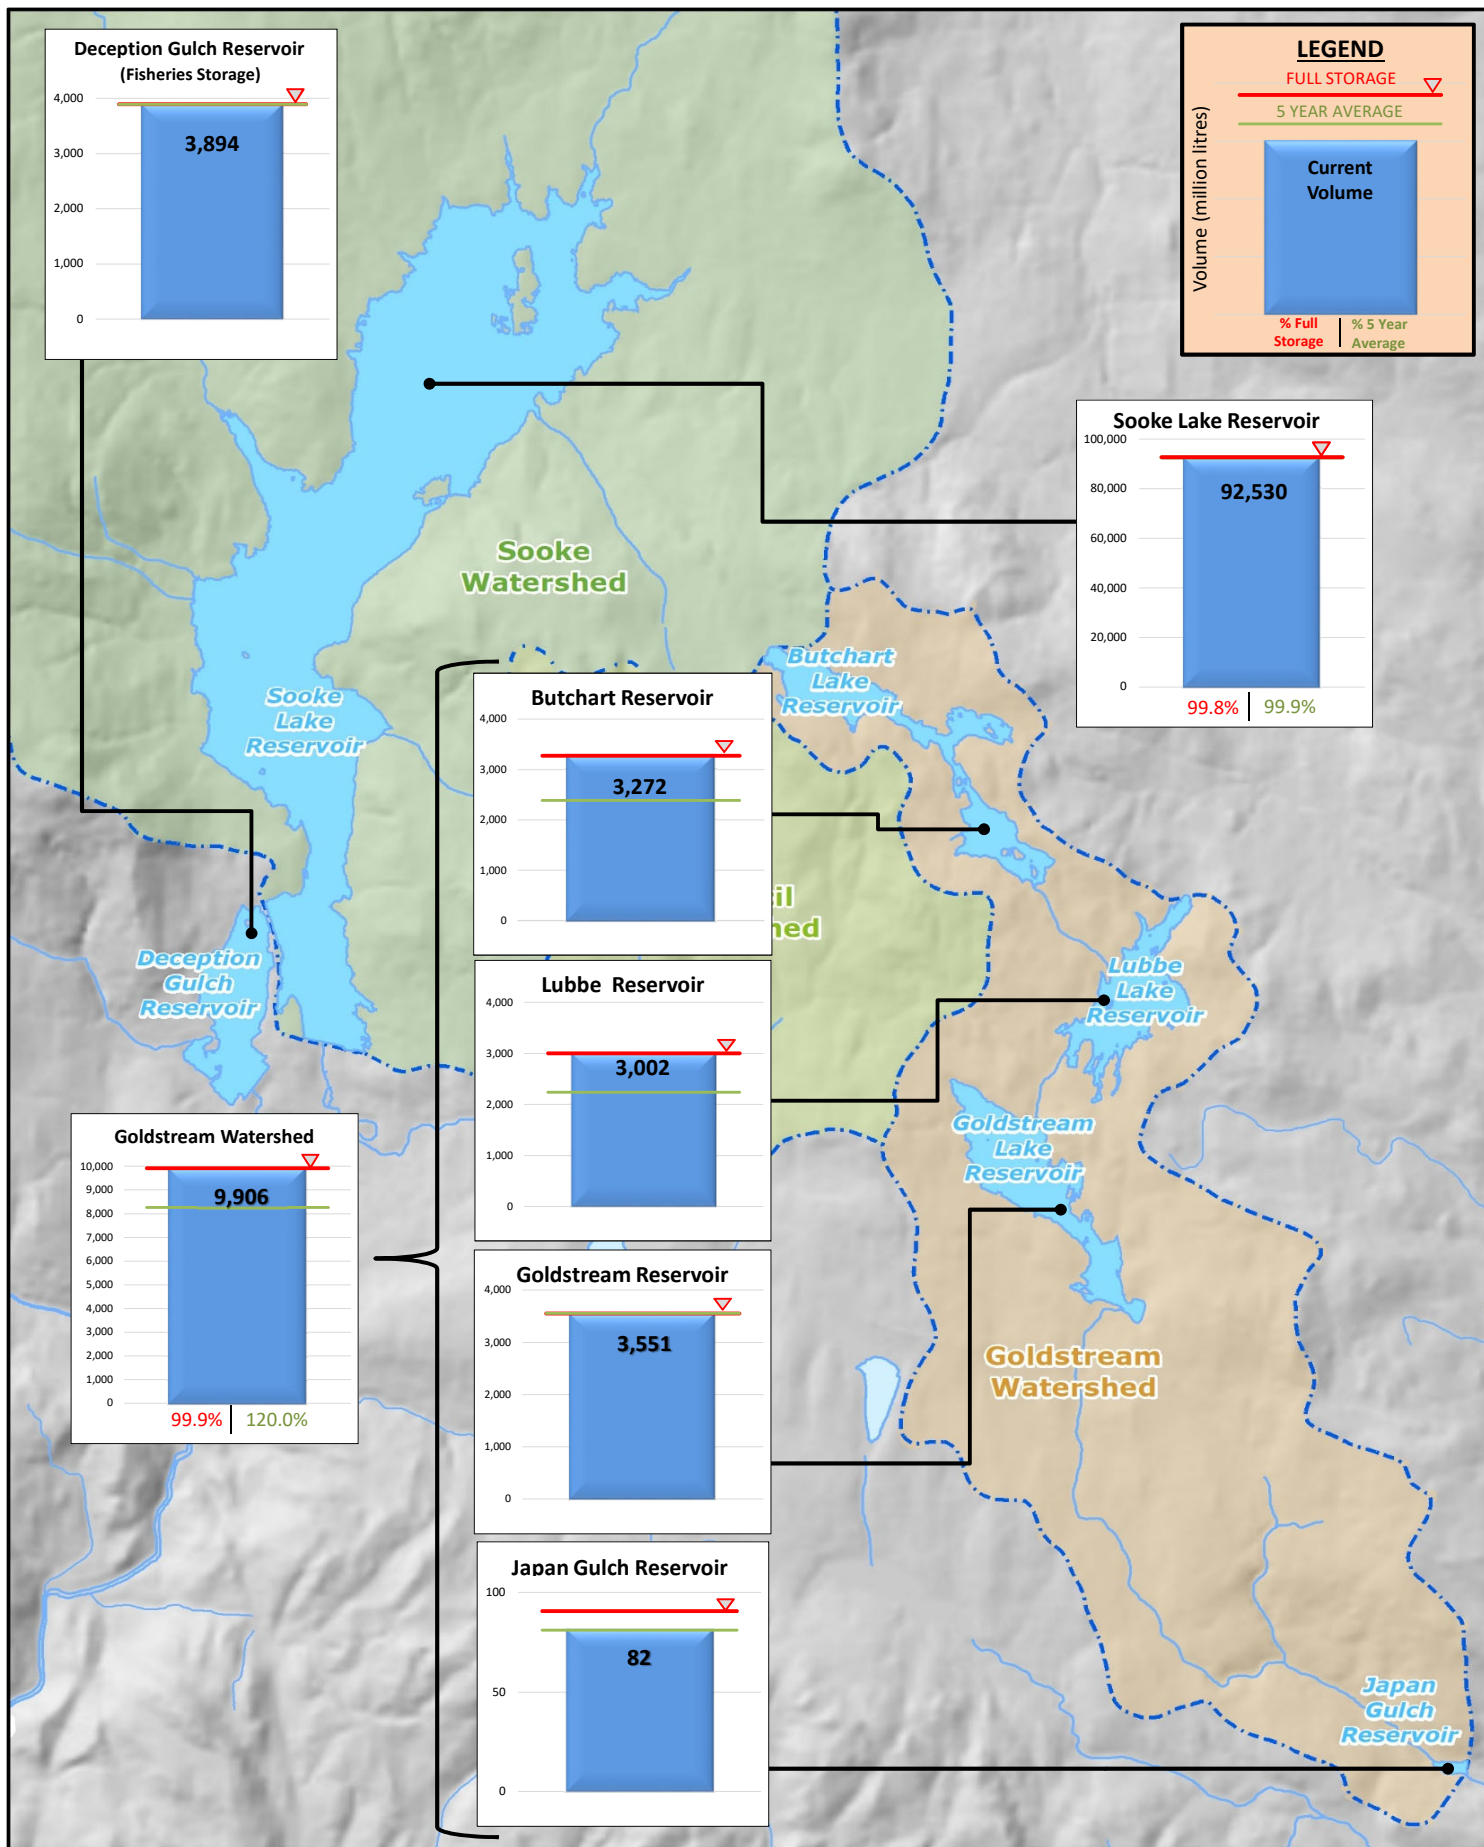 Deception Gulch Reservoir
(Fisheries Storage)
4,000
3,000
2,000
1,000
0
3,894
LEGEND
FULL STORAGE
5 YEAR AVERAGE
Current
Volume
Volume (million litres)
% Full
Storage
% 5 Year
Average
Sooke Lake Reservoir
100,000
80,000
60,000
40,000
20,000
0
92,530
99.8%
99.9%
Sooke
Watershed
Sooke
Lake
Reservoir
Butchart
Lake
Reservoir
Butchart Reservoir
4,000
3,000
2,000
1,000
0
3,272
il
hed
Deception
Gulch
Reservoir
Lubbe
Lake
Reservoir
Lubbe  Reservoir
4,000
3,000
2,000
1,000
0
3,002
Goldstream
Lake
Reservoir
Goldstream Watershed
10,000
9,000
8,000
7,000
6,000
5,000
4,000
3,000
2,000
1,000
0
9,906
99.9%
120.0%
Goldstream Reservoir
4,000
3,000
2,000
1,000
0
3,551
Goldstream
Watershed
Japan Gulch Reservoir
100
50
0
82
Japan
Gulch
Reservoir